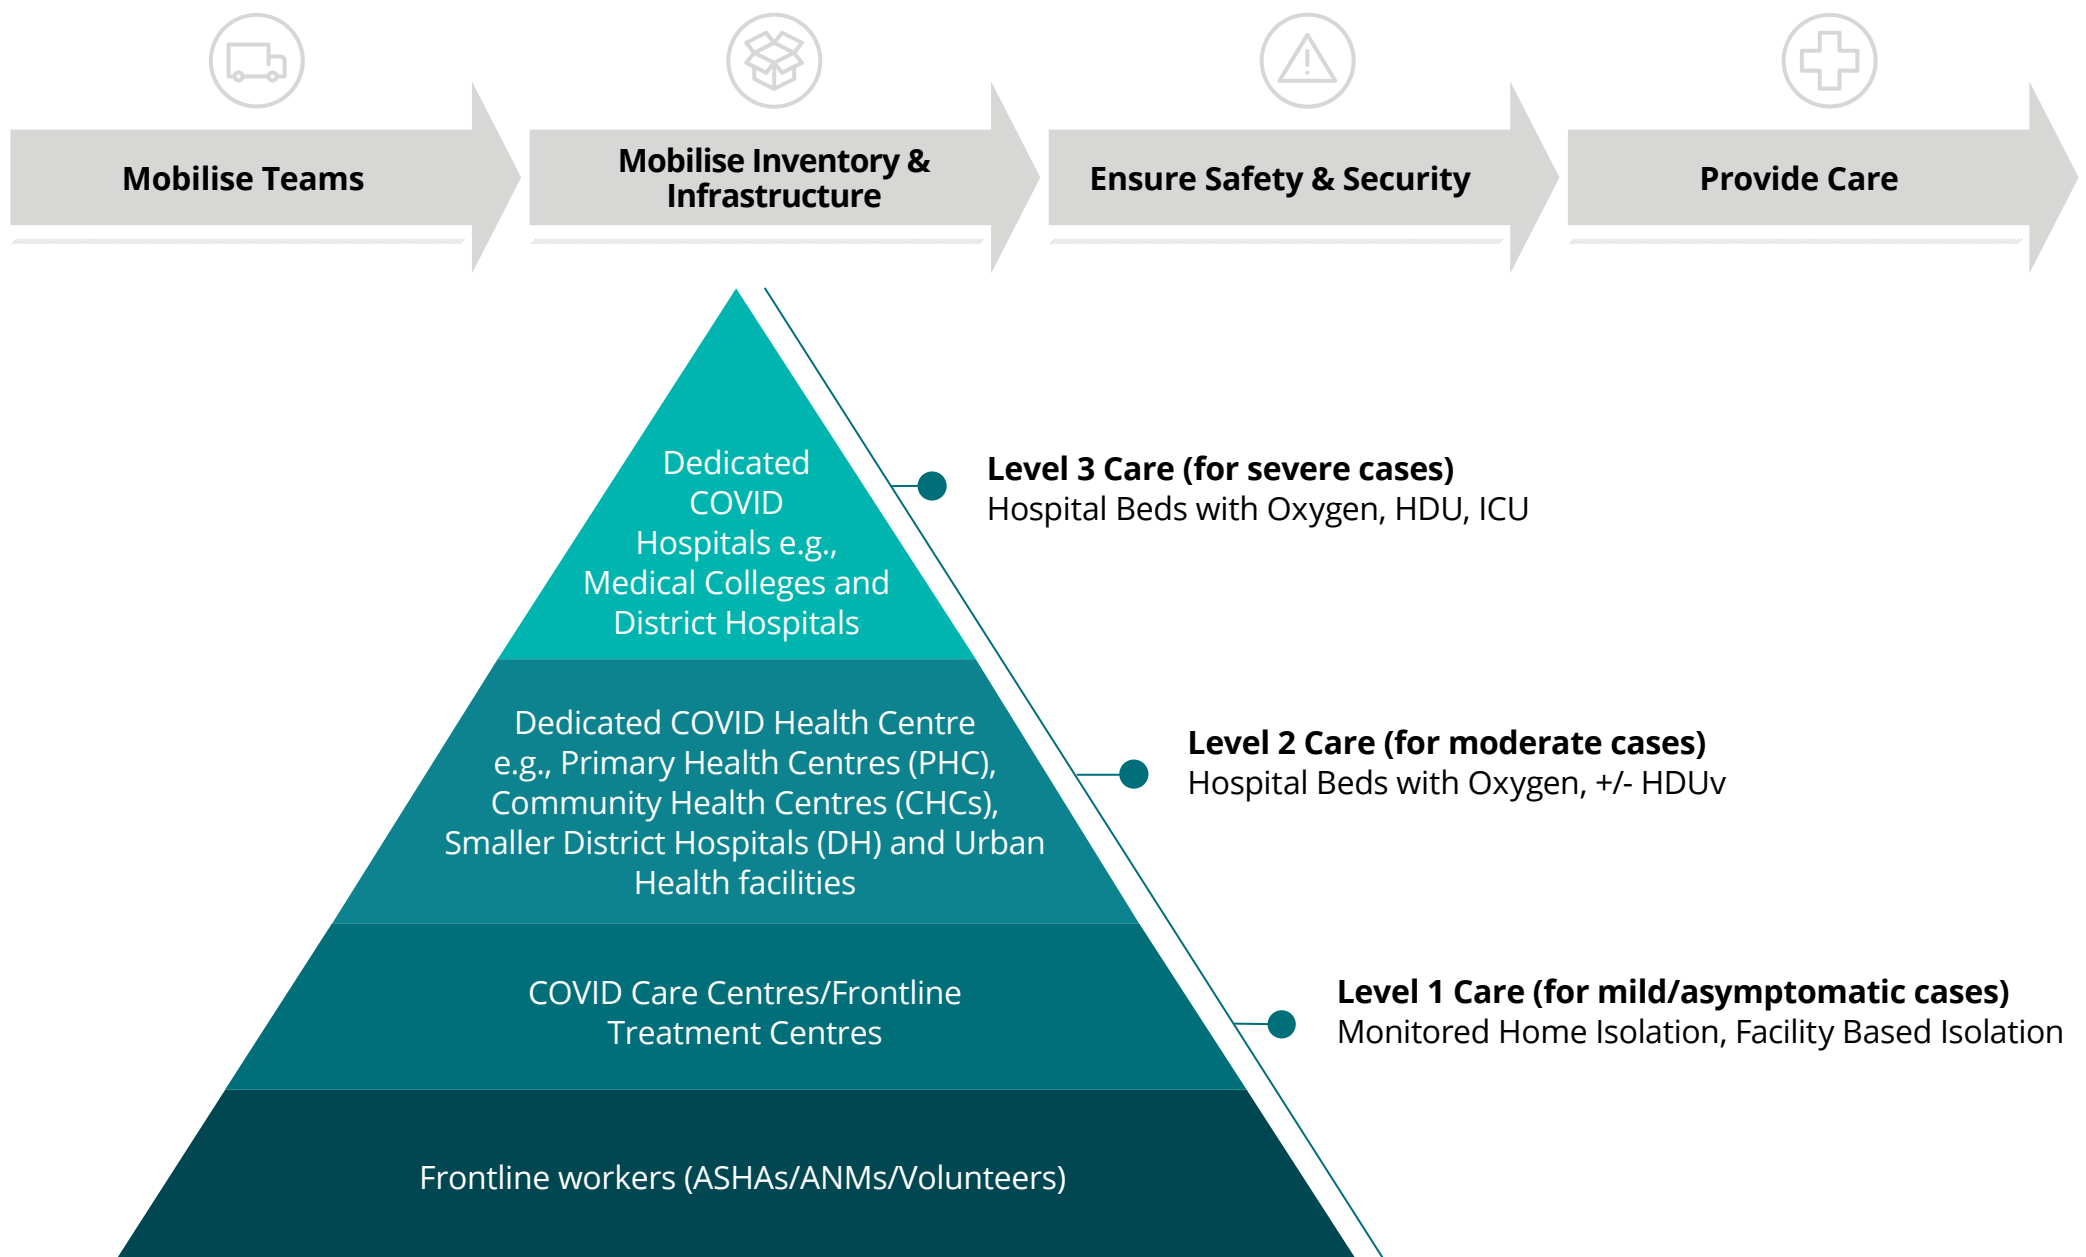 Mobilise Teams
Mobilise Inventory &
Infrastructure
Ensure Safety & Security
Provide Care
Dedicated
COVID
Hospitals e.g.,
Medical Colleges and
District Hospitals
Level 3 Care (for severe cases)
Hospital Beds with Oxygen, HDU, ICU
Dedicated COVID Health Centre
e.g., Primary Health Centres (PHC),
Community Health Centres (CHCs),
Smaller District Hospitals (DH) and Urban
Health facilities
Level 2 Care (for moderate cases)
Hospital Beds with Oxygen, +/- HDUv
COVID Care Centres/Frontline
Treatment Centres
Level 1 Care (for mild/asymptomatic cases)
Monitored Home Isolation, Facility Based Isolation
Frontline workers (ASHAs/ANMs/Volunteers)